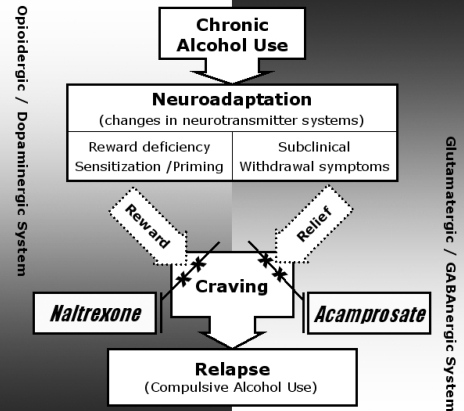 Chronic
Alcohol Use
Opioidergic / Dopaminergic System
Neuroadaptation
(changes in neurotransmitter systems)
Reward deficiency
Sensitization /Priming
Subclinical
Withdrawal symptoms
Glutamatergic / GABAnergic System
Reward
Relief
Craving
Naltrexone
Acamprosate
Relapse
(Compulsive Alcohol Use)